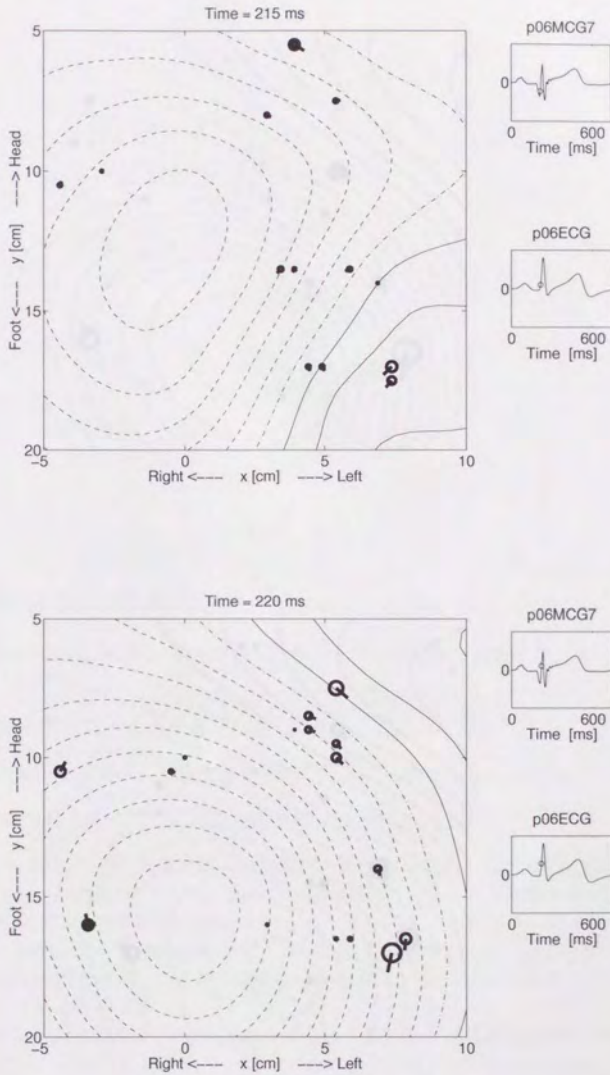 Time = 215 ms
5
10
15
20
Foot <---- y [cm] ---> Head
-5 0 5 10
Right <---- x [cm] ---> Left
p06MCG7
0
0 600
Time [ms]
p06ECG
0
0 600
Time [ms]
Time = 220 ms
5
10
15
20
Foot <---- y [cm] ---> Head
-5 0 5 10
Right <---- x [cm] ---> Left
p06MCG7
0
0 600
Time [ms]
p06ECG
0
0 600
Time [ms]